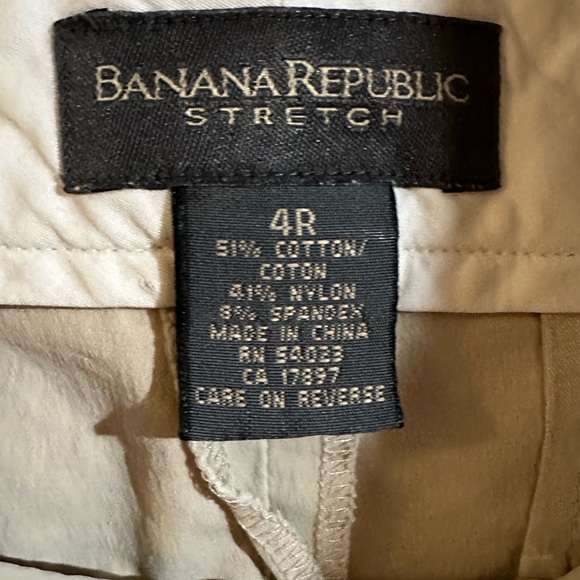 BANANA REPUBLIC
STRETCH
4R
51% COTTON/
COTON
41% NYLON
8% SPANDEX
MADE IN CHINA
RN 54023
CA 17897
CARE ON REVERSE